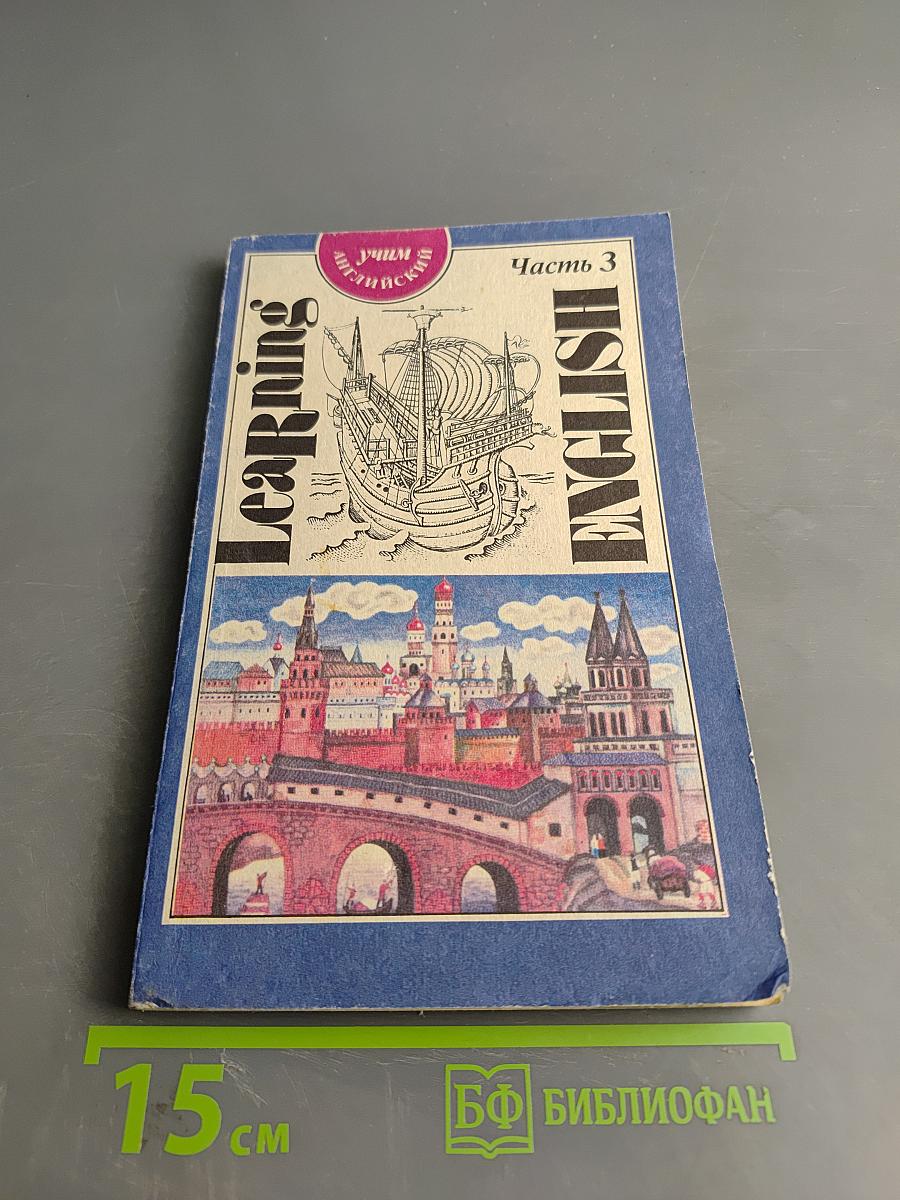 учим
АНГЛИЙСКИЙ
Часть 3
LeaRning
ENGLISH
15 см
БФ БИБЛИОФАН